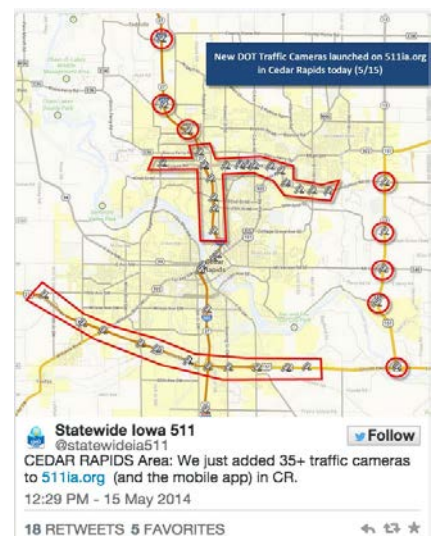 New DOT Traffic Cameras launched on 511ia.org
in Cedar Rapids today (5/15)
Cedar
Rapids
Statewide Iowa 511
@statewideia511
Follow
CEDAR RAPIDS Area: We just added 35+ traffic cameras
to 511ia.org (and the mobile app) in CR.
12:29 PM - 15 May 2014
18 RETWEETS 5 FAVORITES